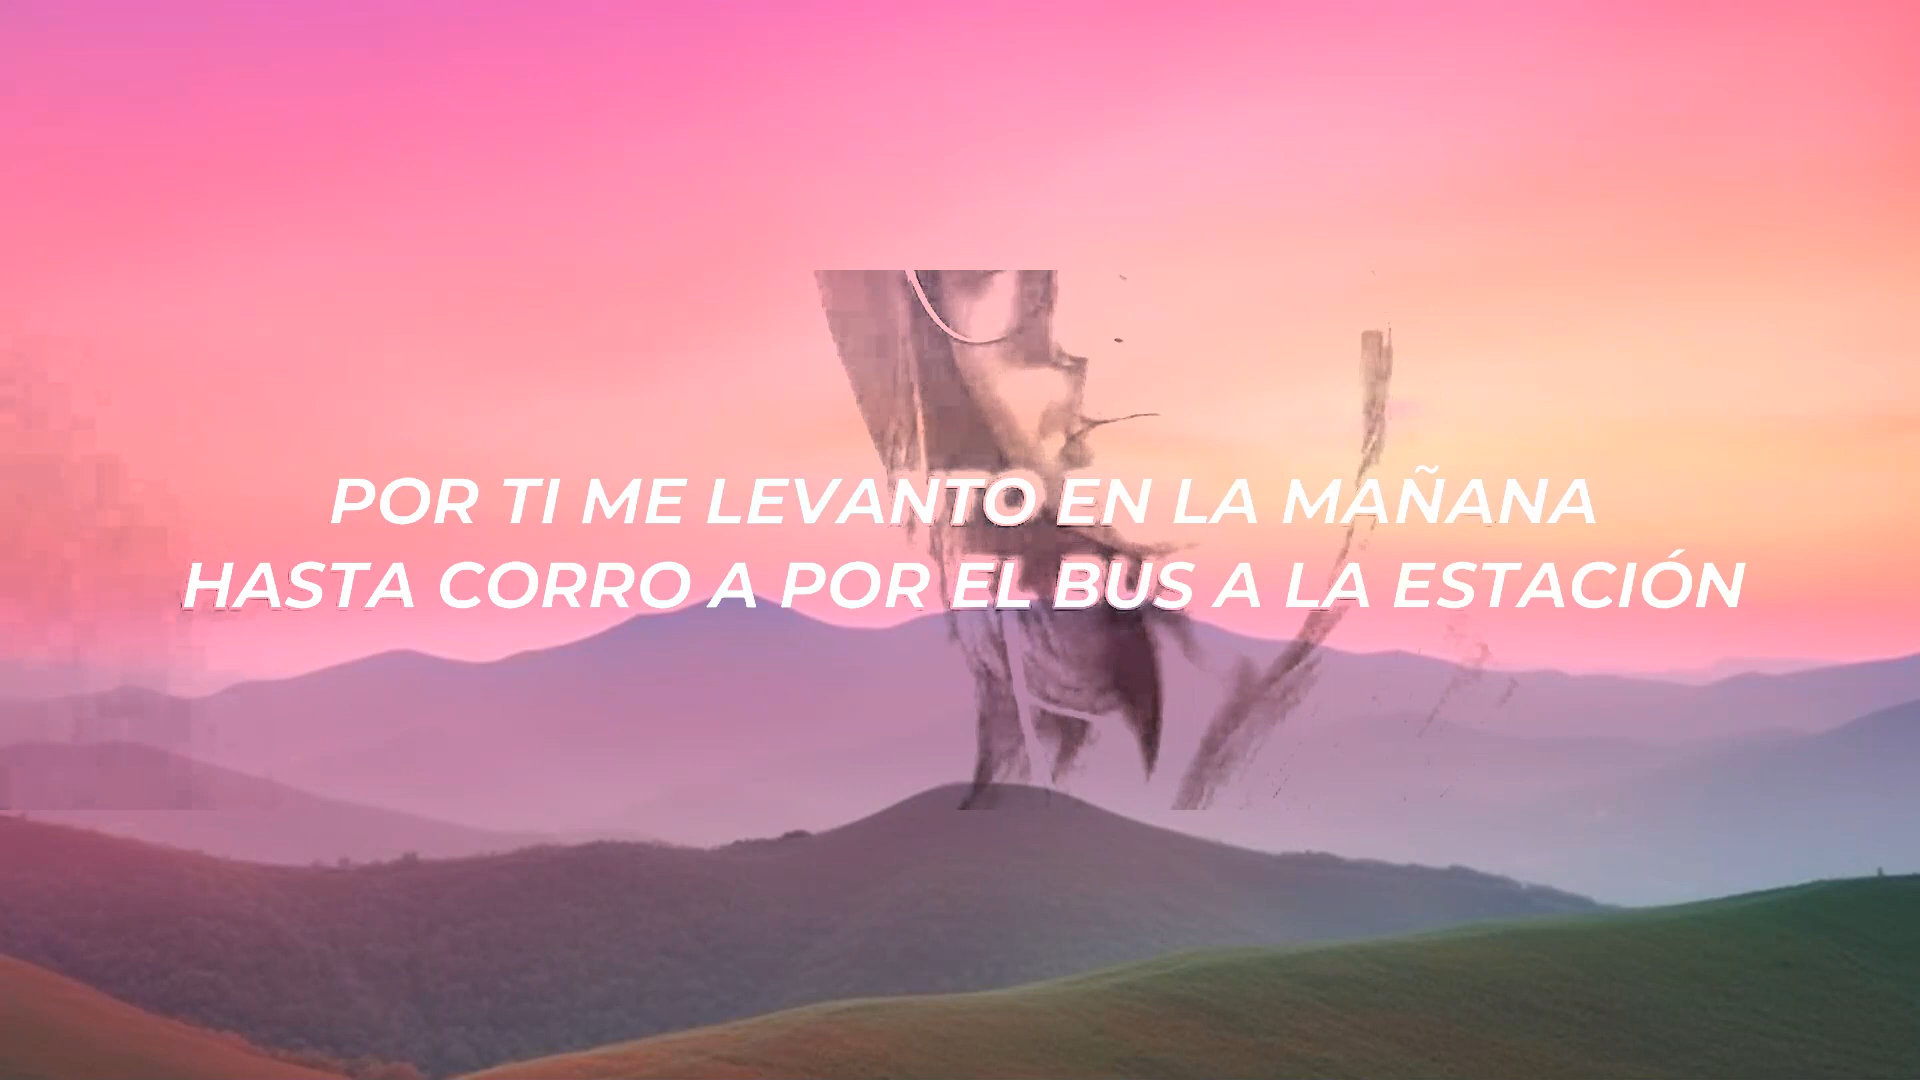 POR TI ME LEVANTO EN LA MAÑANA
HASTA CORRO A POR EL BUS A LA ESTACIÓN